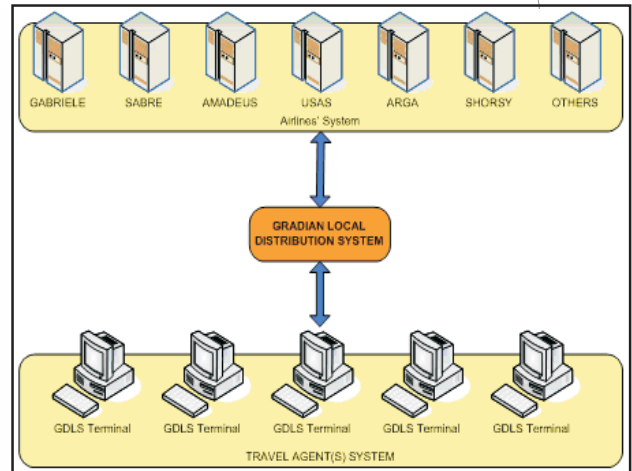 GABRIELE SABRE AMADEUS USAS ARGA SHORSY OTHERS
Airlines' System
GRADIAN LOCAL
DISTRIBUTION SYSTEM
GDLS Terminal GDLS Terminal GDLS Terminal GDLS Terminal GDLS Terminal
TRAVEL AGENT(S) SYSTEM